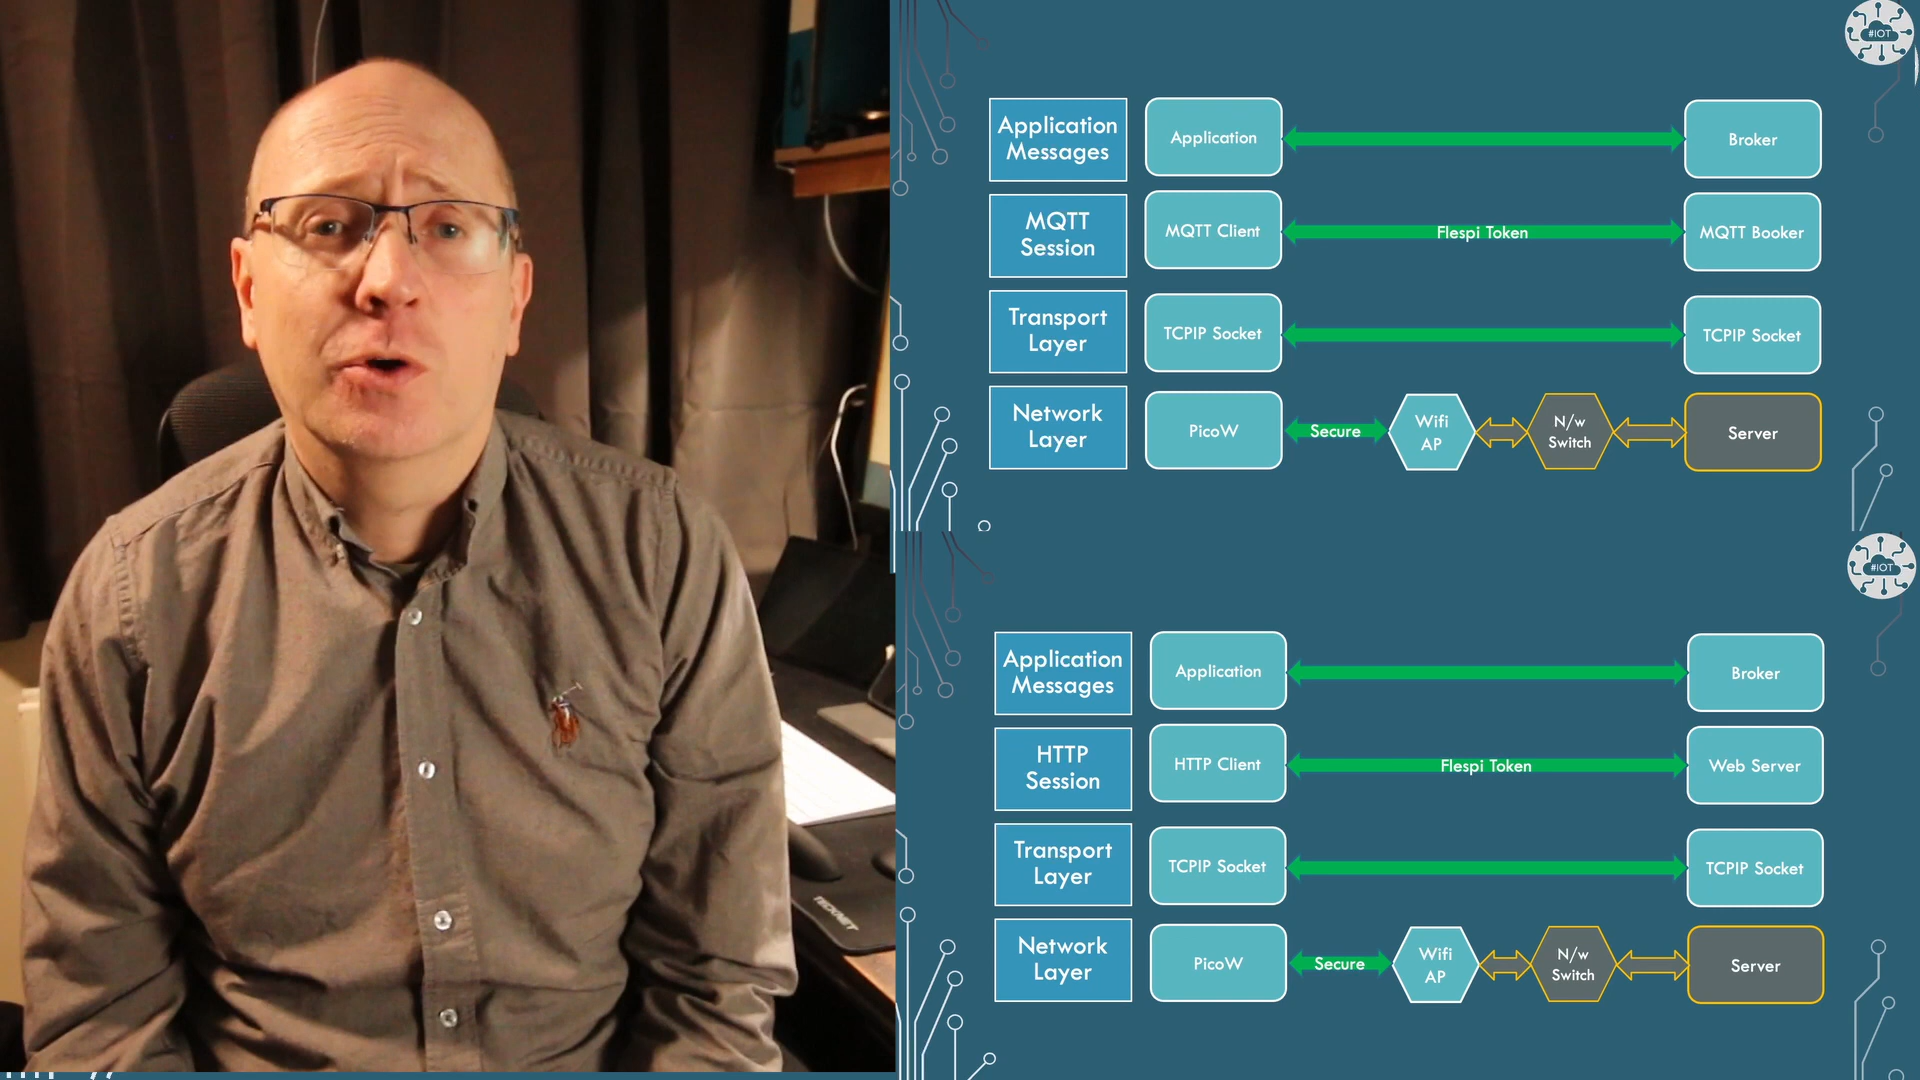 #IOT
Application
Messages
Application
Broker
MQTT
Session
MQTT Client
Flespi Token
MQTT Booker
Transport
Layer
TCPIP Socket
TCPIP Socket
Network
Layer
PicoW
Secure
Wifi
AP
N/w
Switch
Server
#IOT
Application
Messages
Application
Broker
HTTP
Session
HTTP Client
Flespi Token
Web Server
Transport
Layer
TCPIP Socket
TCPIP Socket
Network
Layer
PicoW
Secure
Wifi
AP
N/w
Switch
Server
TECKNET